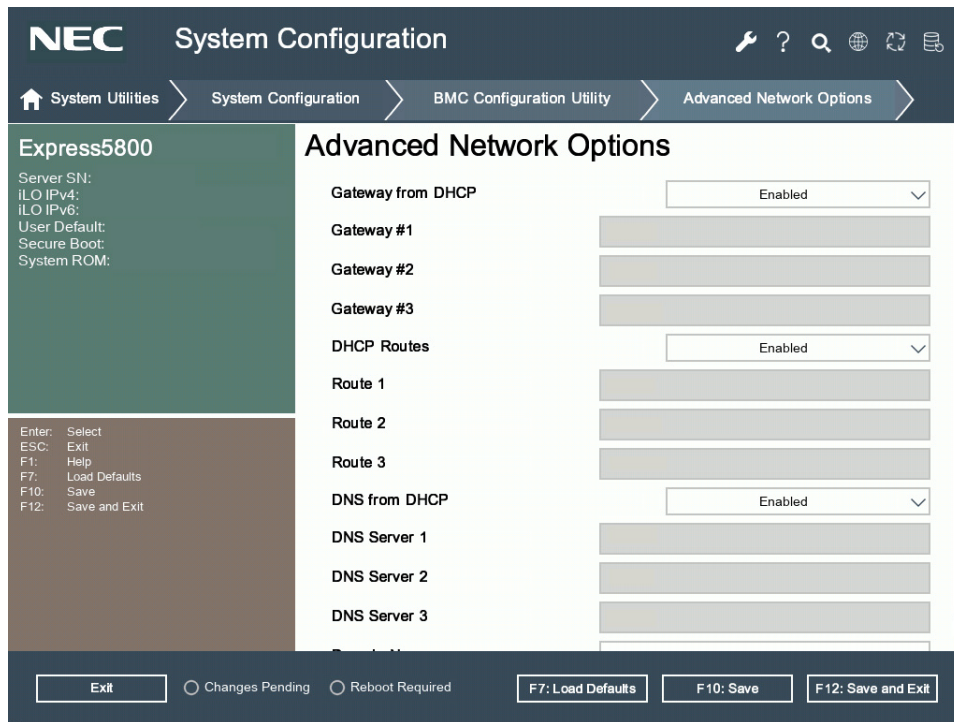 NEC System Configuration
System Utilities
System Configuration
BMC Configuration Utility
Advanced Network Options
Express5800
Server SN:
iLO IPv4:
iLO IPv6:
User Default:
Secure Boot:
System ROM:
Enter: Select
ESC: Exit
F1: Help
F7: Load Defaults
F10: Save
F12: Save and Exit
Advanced Network Options
Gateway from DHCP Enabled
Gateway #1
Gateway #2
Gateway #3
DHCP Routes Enabled
Route 1
Route 2
Route 3
DNS from DHCP Enabled
DNS Server 1
DNS Server 2
DNS Server 3
Exit
Changes Pending
Reboot Required
F7: Load Defaults
F10: Save
F12: Save and Exit